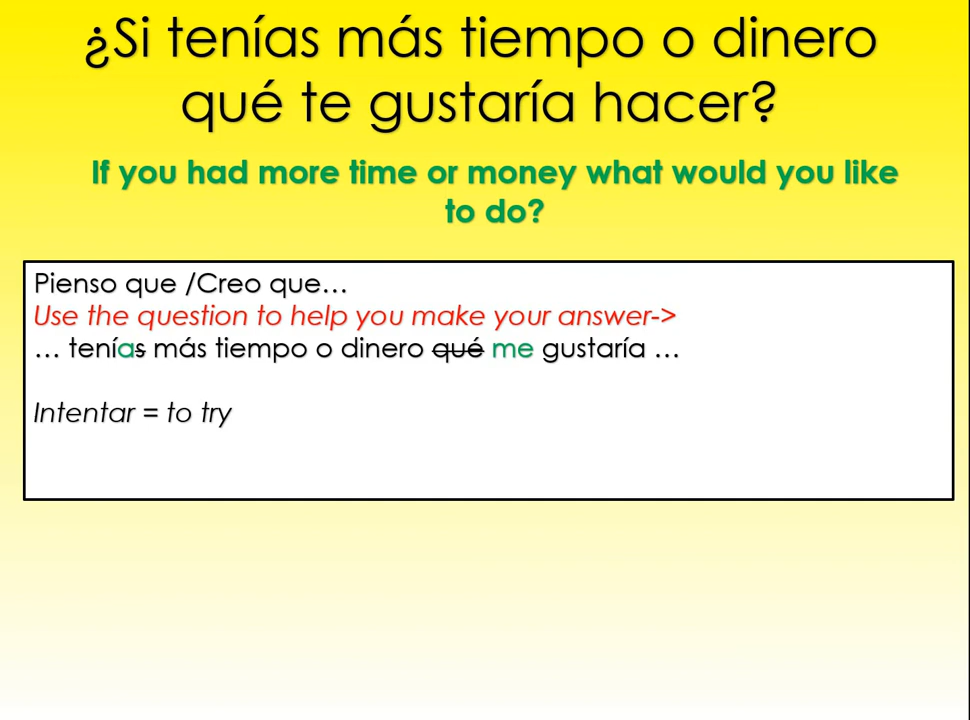 ¿Si tenías más tiempo o dinero
qué te gustaría hacer?
If you had more time or money what would you like
to do?
Pienso que /Creo que…
Use the question to help you make your answer->
… tenías más tiempo o dinero qué me gustaría …
Intentar = to try